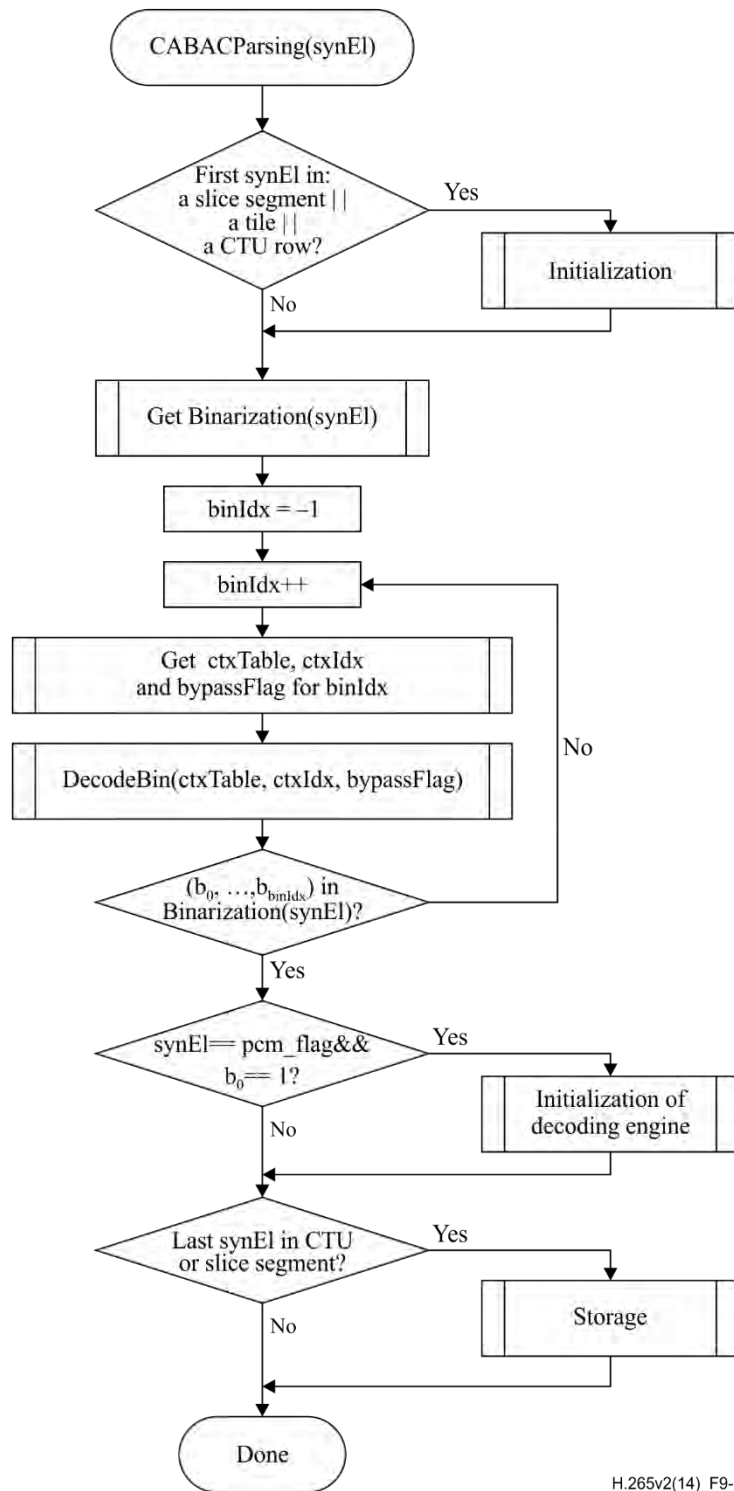 CABACParsing(synEl)
First synEl in:
a slice segment ||
a tile ||
a CTU row?
Yes
Initialization
No
Get Binarization(synEl)
binIdx = –1
binIdx++
Get ctxTable, ctxIdx
and bypassFlag for binIdx
No
DecodeBin(ctxTable, ctxIdx, bypassFlag)
(b0, …,bbinIdx) in
Binarization(synEl)?
Yes
synEl== pcm_flag&&
b0== 1?
Yes
Initialization of
decoding engine
No
Last synEl in CTU
or slice segment?
Yes
Storage
No
Done
H.265v2(14)_F9-